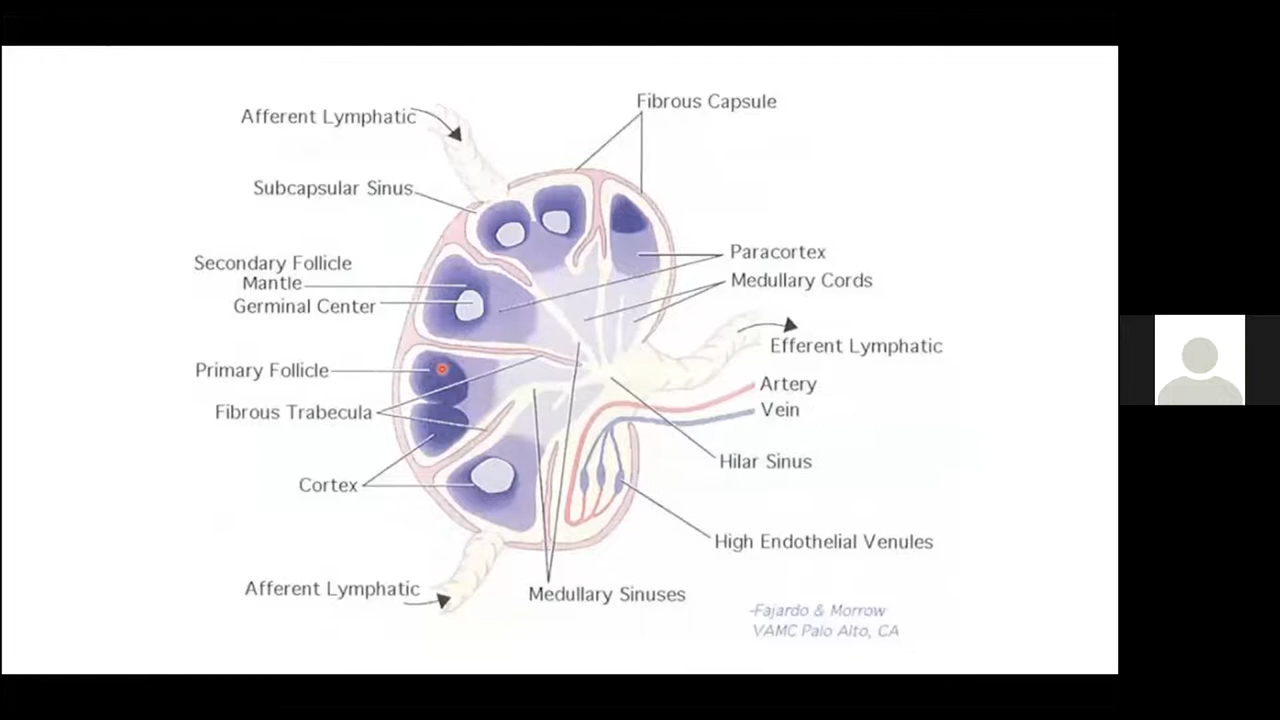 Fibrous Capsule
Afferent Lymphatic
Subcapsular Sinus
Paracortex
Secondary Follicle
Mantle
Medullary Cords
Germinal Center
Efferent Lymphatic
Primary Follicle
Artery
Fibrous Trabecula
Vein
Hilar Sinus
Cortex
High Endothelial Venules
Afferent Lymphatic
Medullary Sinuses
-Fajardo & Morrow
VAMC Palo Alto, CA